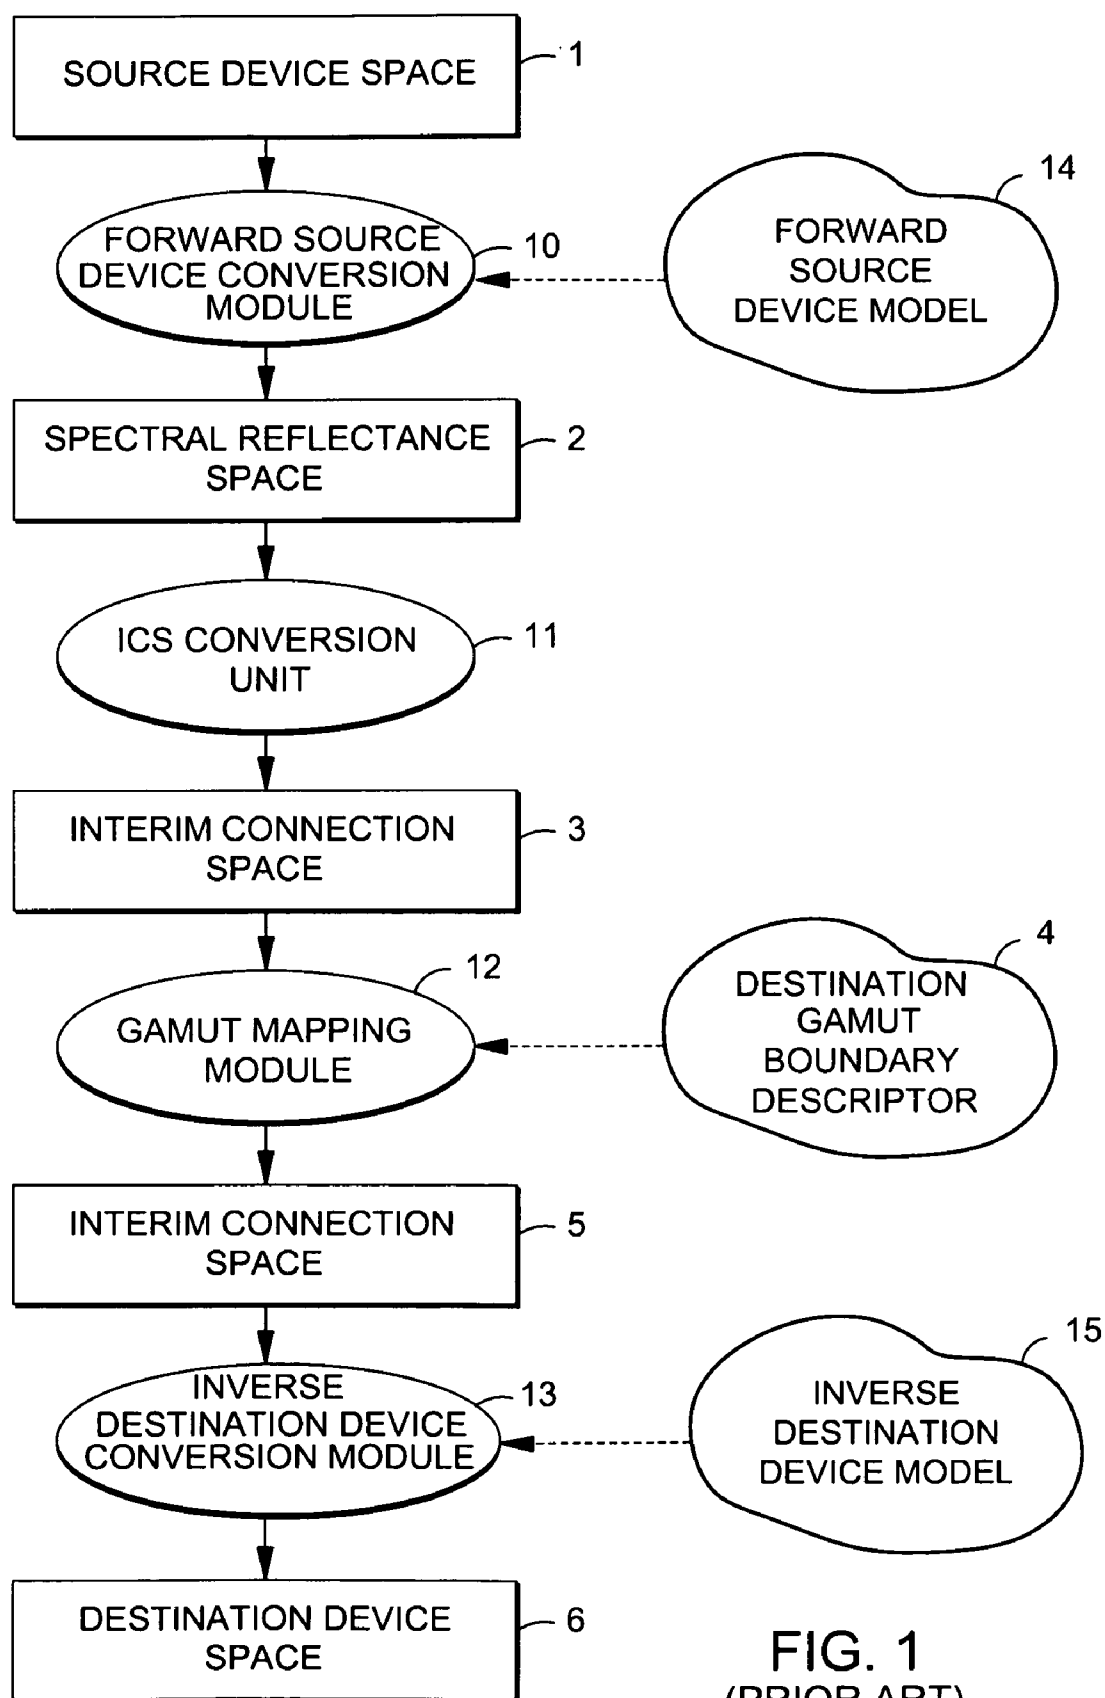 SOURCE DEVICE SPACE
1
FORWARD SOURCE
DEVICE CONVERSION
MODULE
10
FORWARD
SOURCE
DEVICE MODEL
14
SPECTRAL REFLECTANCE
SPACE
2
ICS CONVERSION
UNIT
11
INTERIM CONNECTION
SPACE
3
GAMUT MAPPING
MODULE
12
DESTINATION
GAMUT
BOUNDARY
DESCRIPTOR
4
INTERIM CONNECTION
SPACE
5
INVERSE
DESTINATION DEVICE
CONVERSION MODULE
13
INVERSE
DESTINATION
DEVICE MODEL
15
DESTINATION DEVICE
SPACE
6
FIG. 1
(PRIOR ART)